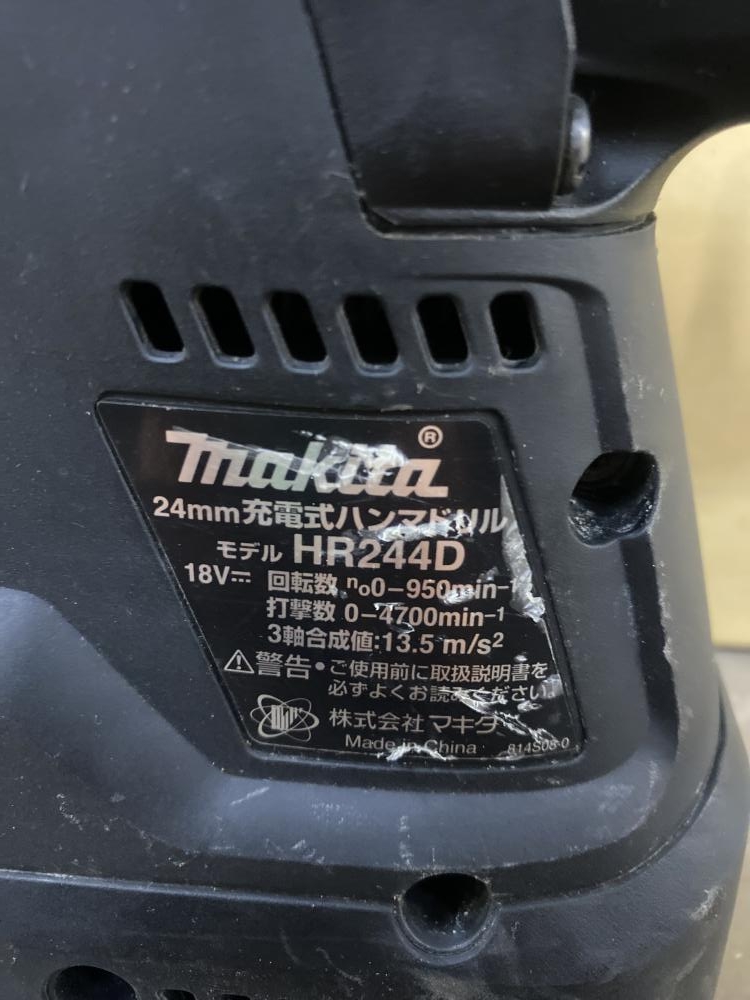 makita®
24mm充電式ハンマドリル
モデル HR244D
18V⎓ 回転数 n₀0-950min⁻¹
打撃数 0-4700min⁻¹
3軸合成値:13.5 m/s²
⚠警告•ご使用前に取扱説明書を
必ずよくお読みください。
株式会社 マキタ
Made in China 814S08-0